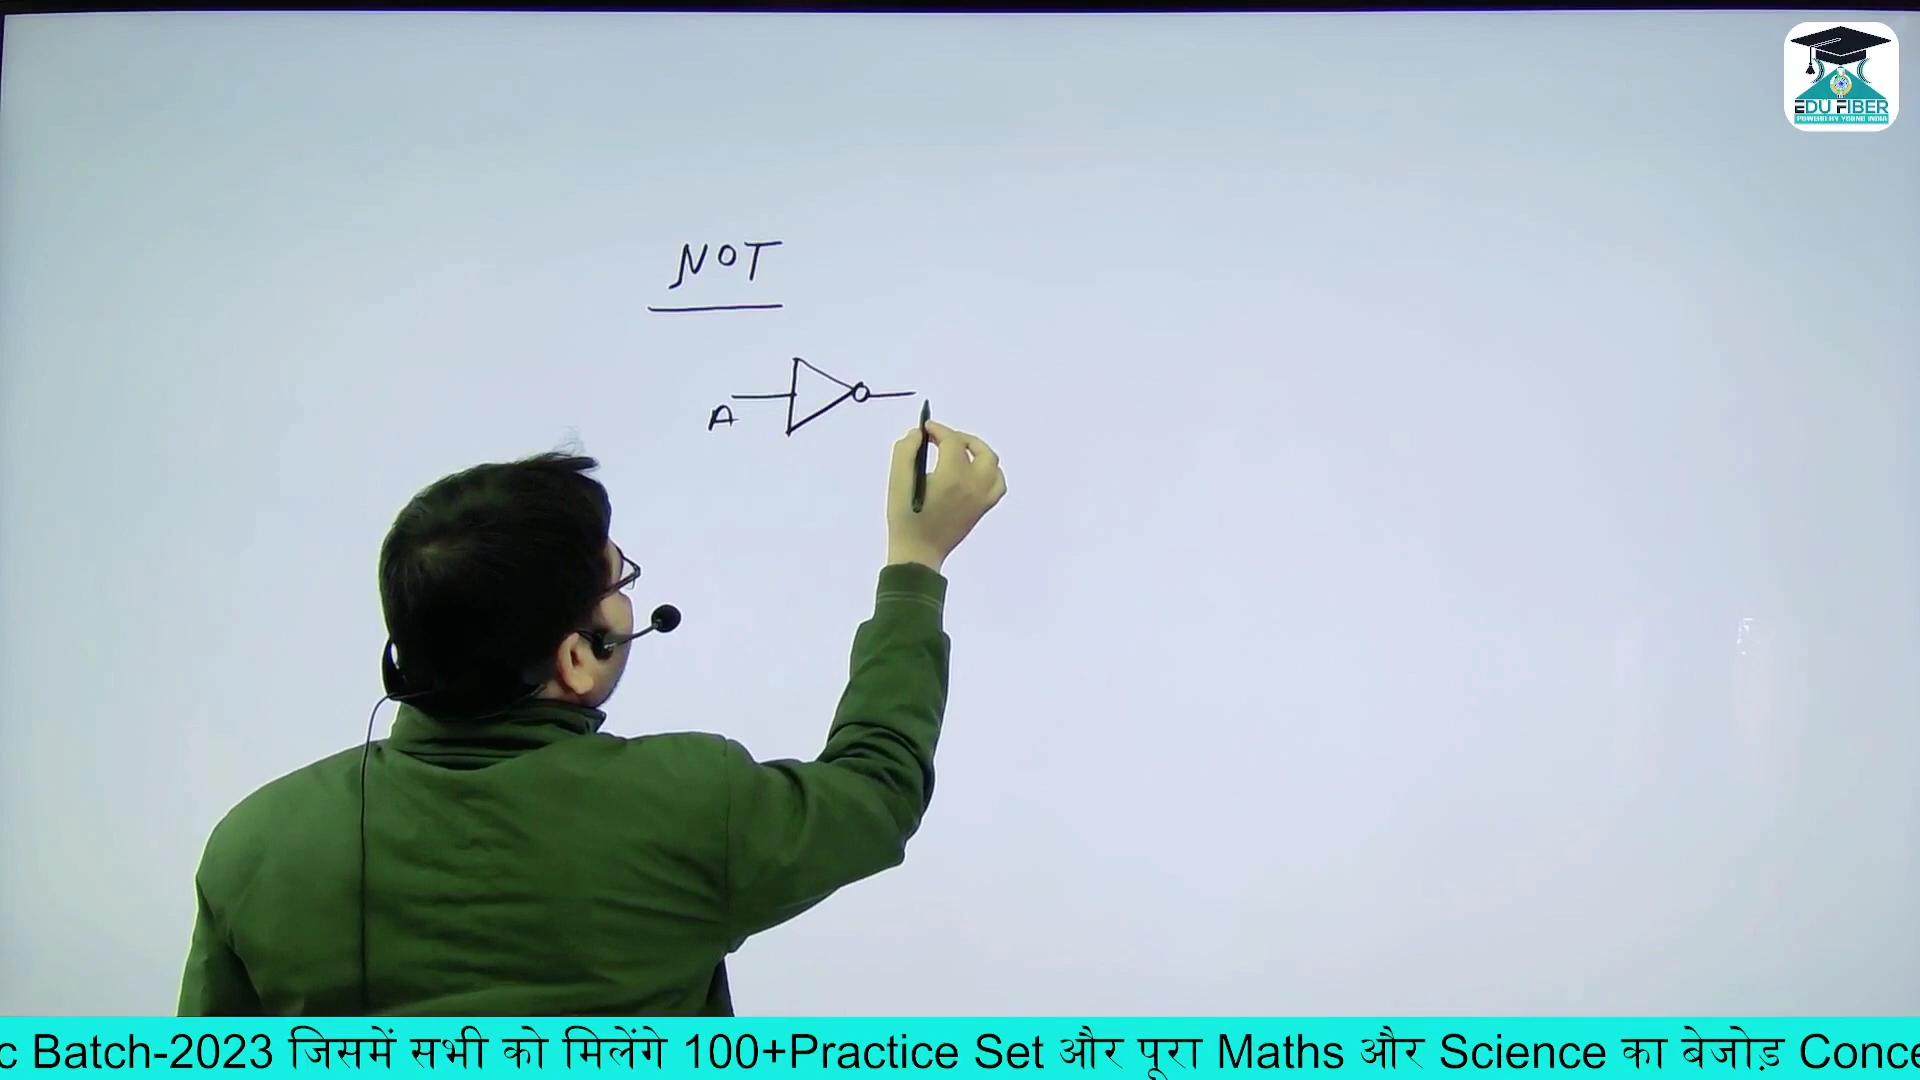 EDU FIBER
POWERED BY YOUNG INDIA
NOT
A
c Batch-2023 जिसमें सभी को मिलेंगे 100+Practice Set और पूरा Maths और Science का बेजोड़ Conce